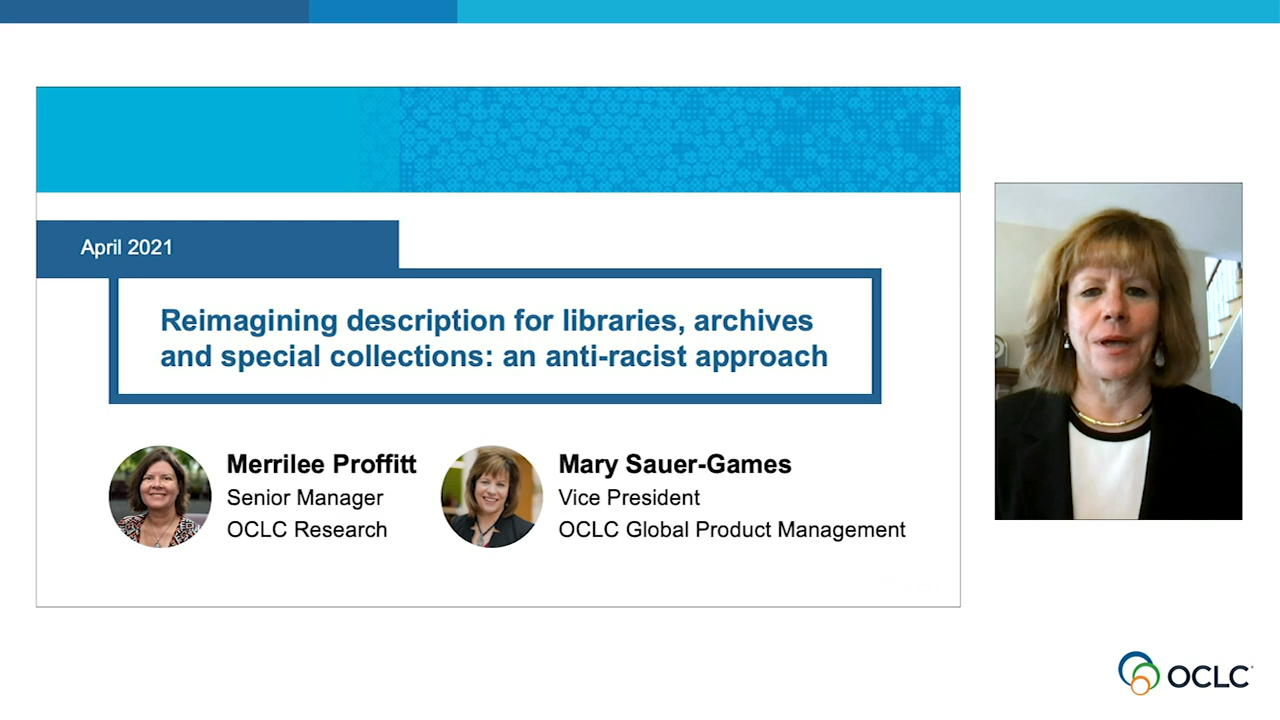 April 2021
Reimagining description for libraries, archives
and special collections: an anti-racist approach
Merrilee Proffitt
Senior Manager
OCLC Research
Mary Sauer-Games
Vice President
OCLC Global Product Management
OCLC